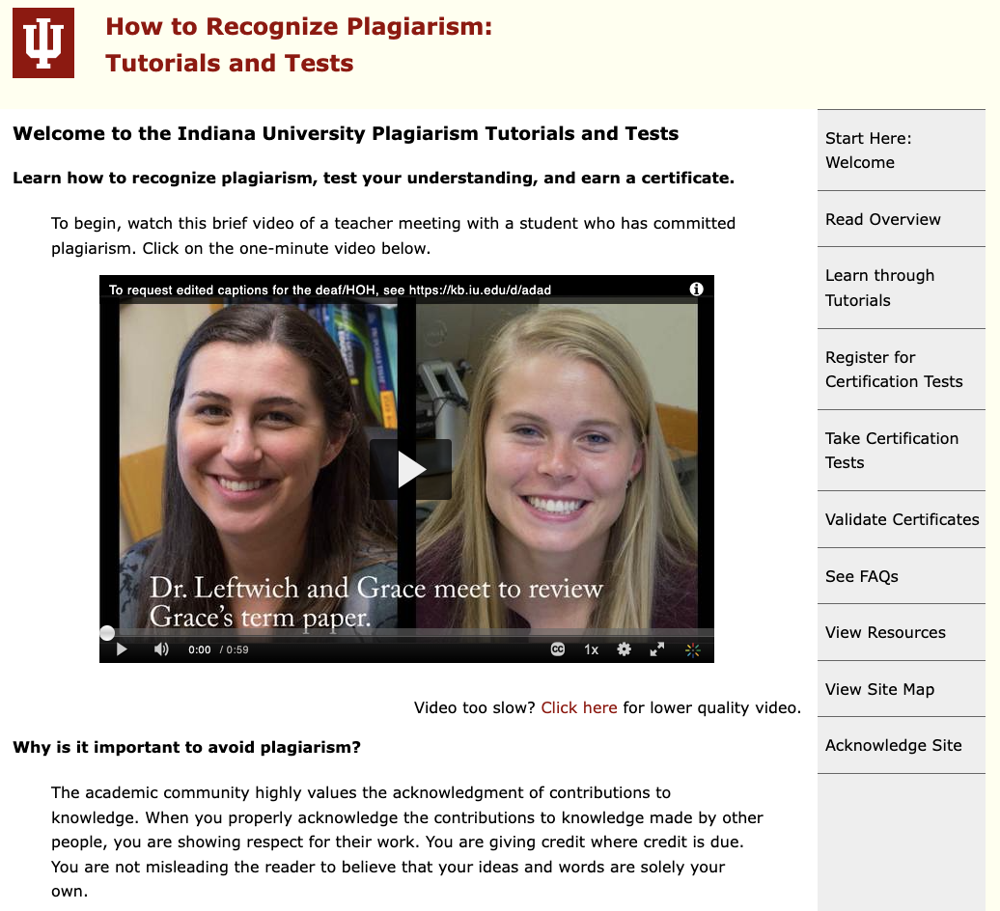 How to Recognize Plagiarism:
Tutorials and Tests
Welcome to the Indiana University Plagiarism Tutorials and Tests
Learn how to recognize plagiarism, test your understanding, and earn a certificate.
To begin, watch this brief video of a teacher meeting with a student who has committed
plagiarism. Click on the one-minute video below.
To request edited captions for the deaf/HOH, see https://kb.iu.edu/d/adad
Dr. Leftwich and Grace meet to review
Grace's term paper.
0:00 / 0:59
CC
1x
Video too slow? Click here for lower quality video.
Why is it important to avoid plagiarism?
The academic community highly values the acknowledgment of contributions to
knowledge. When you properly acknowledge the contributions to knowledge made by other
people, you are showing respect for their work. You are giving credit where credit is due.
You are not misleading the reader to believe that your ideas and words are solely your
own.
Start Here:
Welcome
Read Overview
Learn through
Tutorials
Register for
Certification Tests
Take Certification
Tests
Validate Certificates
See FAQs
View Resources
View Site Map
Acknowledge Site